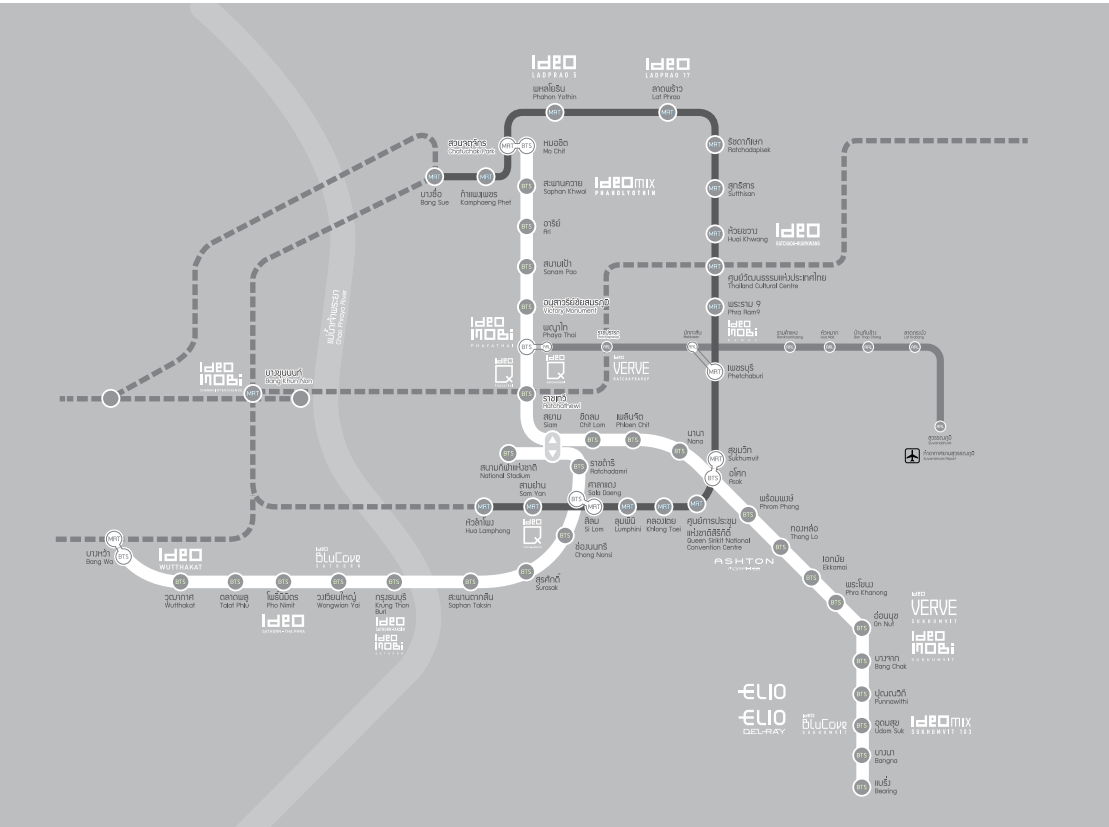 IdeO
LADPRAO 5
IdeO
LADPRAO 17
พหลโยธิน
Phahon Yothin
ลาดพร้าว
Lat Phrao
สวนจตุจักร
Chatuchak Park
MRT
BTS
หมอชิต
Mo Chit
รัชดาภิเษก
Ratchadapisek
บางซื่อ
Bang Sue
กำแพงเพชร
Kamphaeng Phet
สะพานควาย
Saphan Khwai
IdeO MIX
PHAHOLYOTHIN
สุทธิสาร
Sutthisan
อารีย์
Ari
ห้วยขวาง
Huai Khwang
IdeO
สนามเป้า
Sanam Pao
ศูนย์วัฒนธรรมแห่งประเทศไทย
Thailand Cultural Centre
แม่น้ำเจ้าพระยา
Chao Phraya River
อนุสาวรีย์ชัยสมรภูมิ
Victory Monument
พระราม 9
Phra Ram9
IdeO
MOBI
PHAYATHAI
พญาไท
Phaya Thai
IdeO
MOBI
เพชรบุรี
Phetchaburi
IdeO
Q
IdeO
Q
IdeO
VERVE
RATCHAPRAROP
IdeO
MOBI
บางขุนนนท์
Bang Khun Non
ราชเทวี
Ratchathewi
สยาม
Siam
ชิดลม
Chit Lom
เพลินจิต
Phloen Chit
นานา
Nana
สุขุมวิท
Sukhumvit
อโศก
Asok
สนามกีฬาแห่งชาติ
National Stadium
ราชดำริ
Ratchadamri
สามย่าน
Sam Yan
ศาลาแดง
Sala Daeng
หัวลำโพง
Hua Lamphong
IdeO
Q
สีลม
Si Lom
ลุมพินี
Lumphini
คลองเตย
Khlong Toei
ศูนย์การประชุม
แห่งชาติสิริกิติ์
Queen Sirikit National
Convention Centre
พร้อมพงษ์
Phrom Phong
ช่องนนทรี
Chong Nonsi
ทองหล่อ
Thong Lo
ASHTON
เอกมัย
Ekkamai
บางหว้า
Bang Wa
IdeO
WUTTHAKAT
IdeO
BluCove
SATHORN
วุฒากาศ
Wutthakat
ตลาดพลู
Talat Phlu
โพธิ์นิมิตร
Pho Nimit
วงเวียนใหญ่
Wongwian Yai
กรุงธนบุรี
Krung Thon
Buri
สะพานตากสิน
Saphan Taksin
สุรศักดิ์
Surasak
พระโขนง
Phra Khanong
IdeO
IdeO
IdeO
MOBI
อ่อนนุช
On Nut
IdeO
VERVE
SUKHUMVIT
IdeO
MOBI
SUKHUMVIT
บางจาก
Bang Chak
ELIO
ปุณณวิถี
Punnawithi
ELIO
DEL-RAY
IdeO
BluCove
SUKHUMVIT
อุดมสุข
Udom Suk
IdeO MIX
SUKHUMVIT 103
บางนา
Bangna
แบริ่ง
Bearing